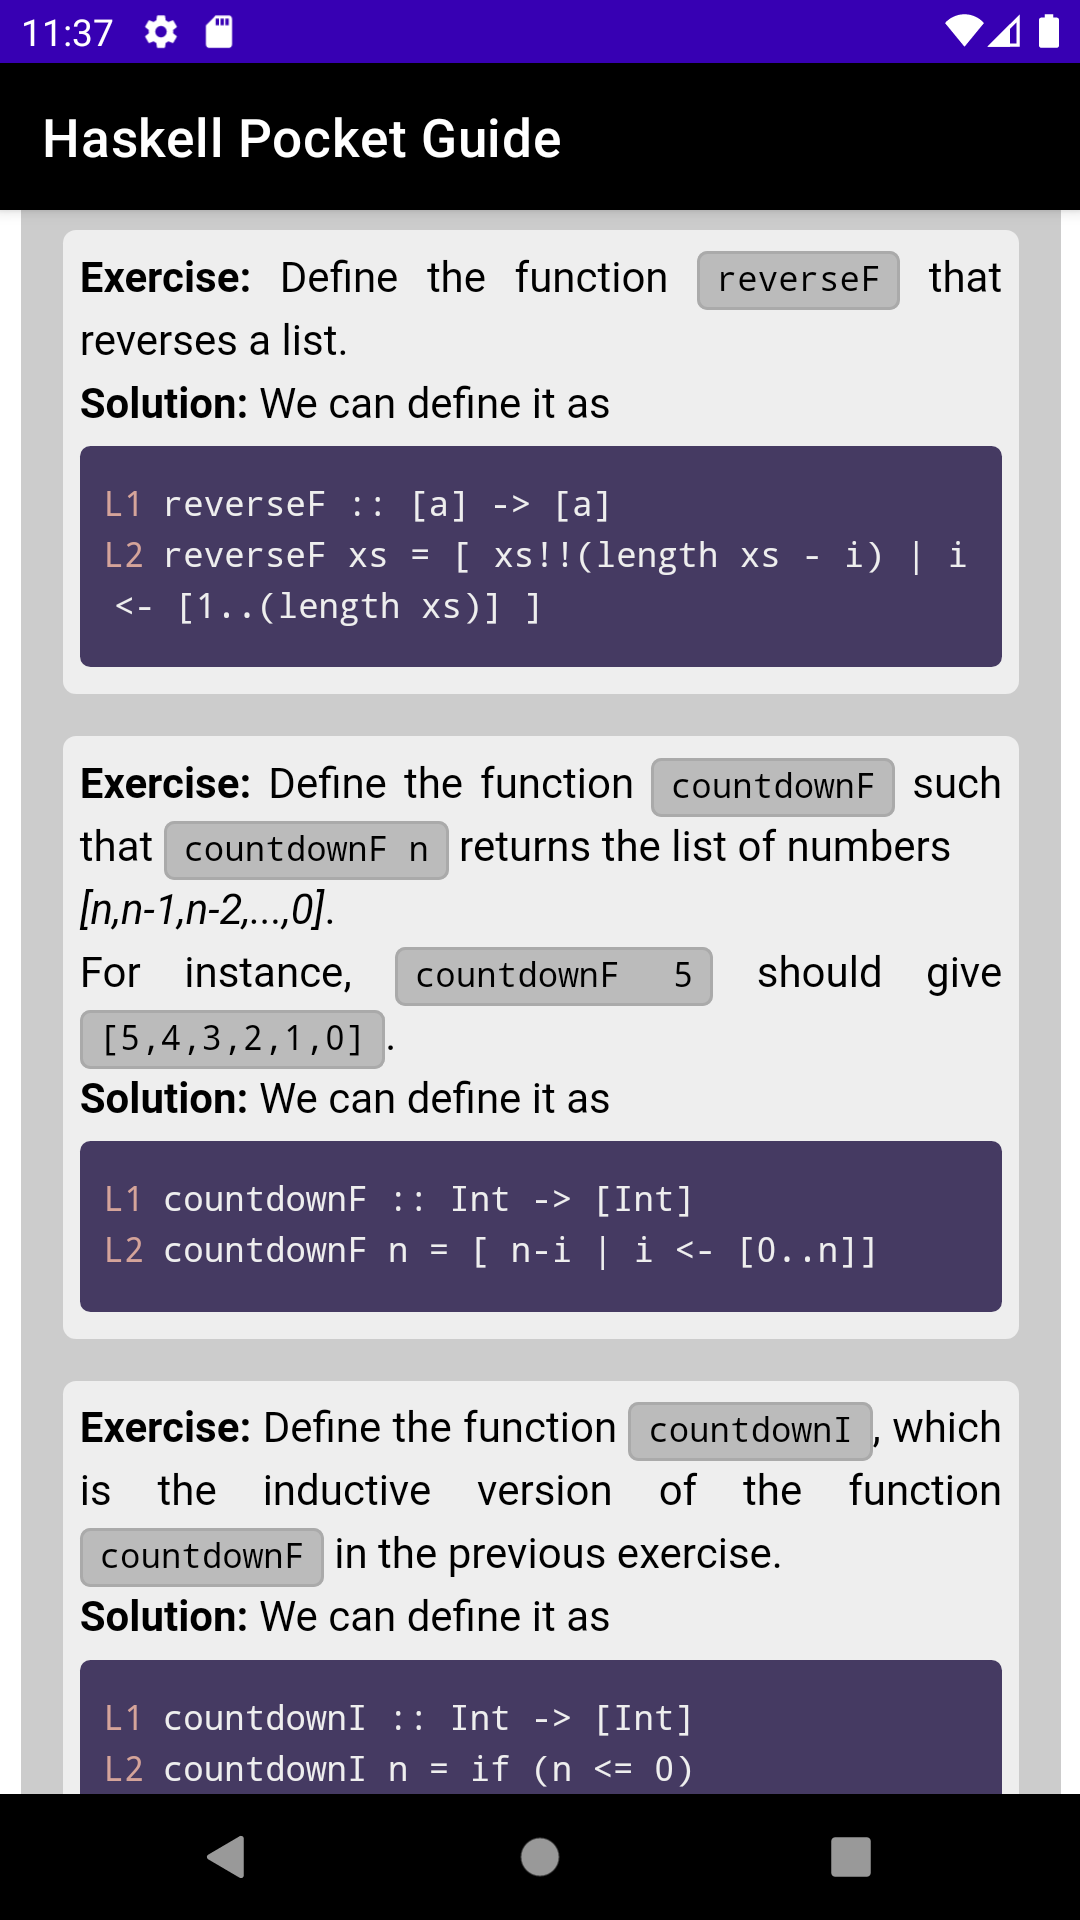 11:37
Haskell Pocket Guide
Exercise: Define the function reverseF that
reverses a list.
Solution: We can define it as
L1 reverseF :: [a] -> [a]
L2 reverseF xs = [ xs!!(length xs - i) | i
<- [1..(length xs)] ]
Exercise: Define the function countdownF such
that countdownF n returns the list of numbers
[n,n-1,n-2,...,0].
For instance, countdownF 5 should give
[5,4,3,2,1,0].
Solution: We can define it as
L1 countdownF :: Int -> [Int]
L2 countdownF n = [ n-i | i <- [0..n]]
Exercise: Define the function countdownI, which
is the inductive version of the function
countdownF in the previous exercise.
Solution: We can define it as
L1 countdownI :: Int -> [Int]
L2 countdownI n = if (n <= 0)